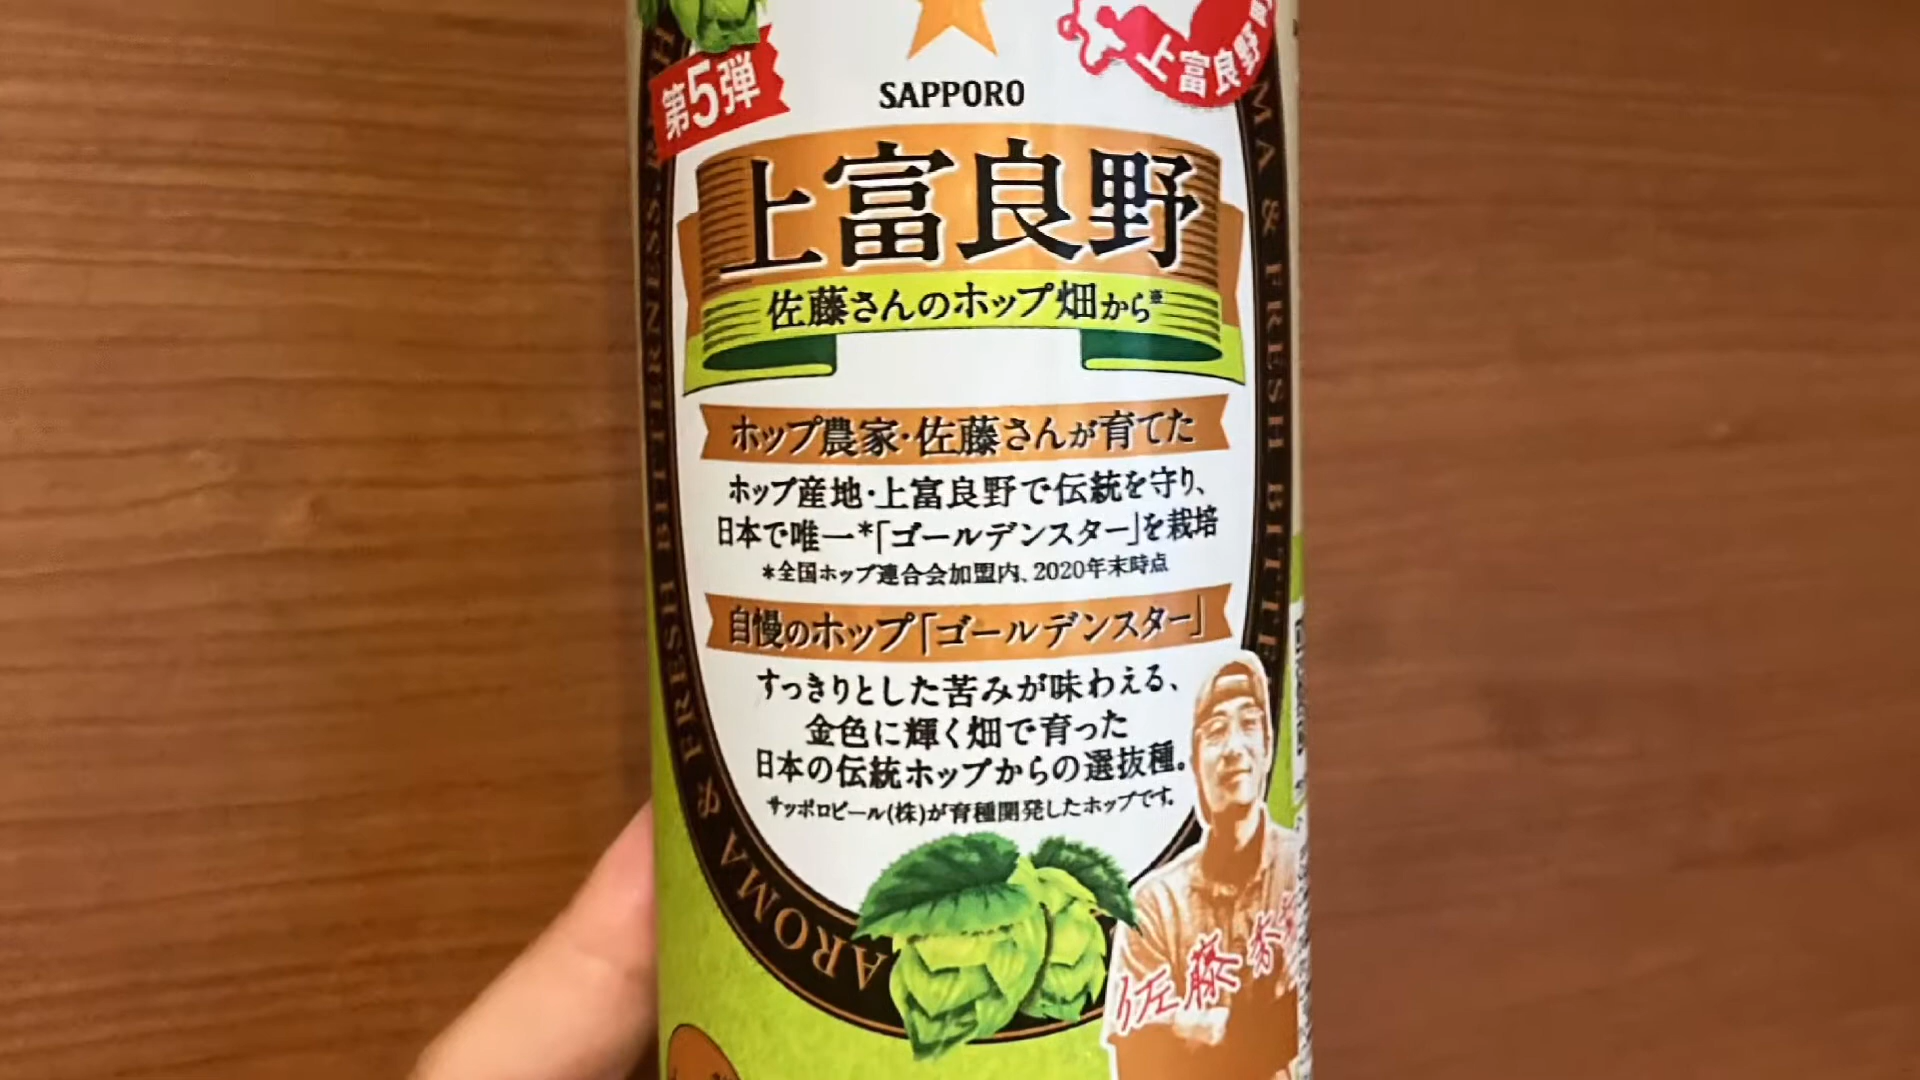 第5弾
SAPPORO
上富良野
上富良野
佐藤さんのホップ畑から※
ホップ農家・佐藤さんが育てた
ホップ産地・上富良野で伝統を守り、
日本で唯一*「ゴールデンスター」を栽培
*全国ホップ連合会加盟内、2020年末時点
自慢のホップ「ゴールデンスター」
すっきりとした苦みが味わえる、
金色に輝く畑で育った
日本の伝統ホップからの選抜種。
サッポロビール(株)が育種開発したホップです。
AROMA & FRESH BITTERNESS
MA & FRESH BITTE
佐藤